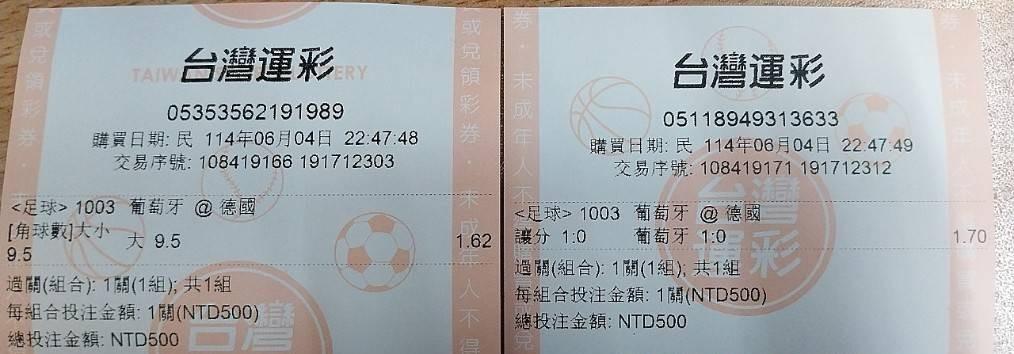 台灣運彩
05353562191989
購買日期: 民 114年06月04日 22:47:48
交易序號: 108419166 191712303
<足球> 1003 葡萄牙 @ 德國
[角球數]大小 大 9.5 1.62
9.5
過關(組合): 1關(1組); 共1組
每組合投注金額: 1關(NTD500)
總投注金額: NTD500
台灣運彩
05118949313633
購買日期: 民 114年06月04日 22:47:49
交易序號: 108419171 191712312
<足球> 1003 葡萄牙 @ 德國
讓分 1:0 葡萄牙 1:0 1.70
過關(組合): 1關(1組); 共1組
每組合投注金額: 1關(NTD500)
總投注金額: NTD500